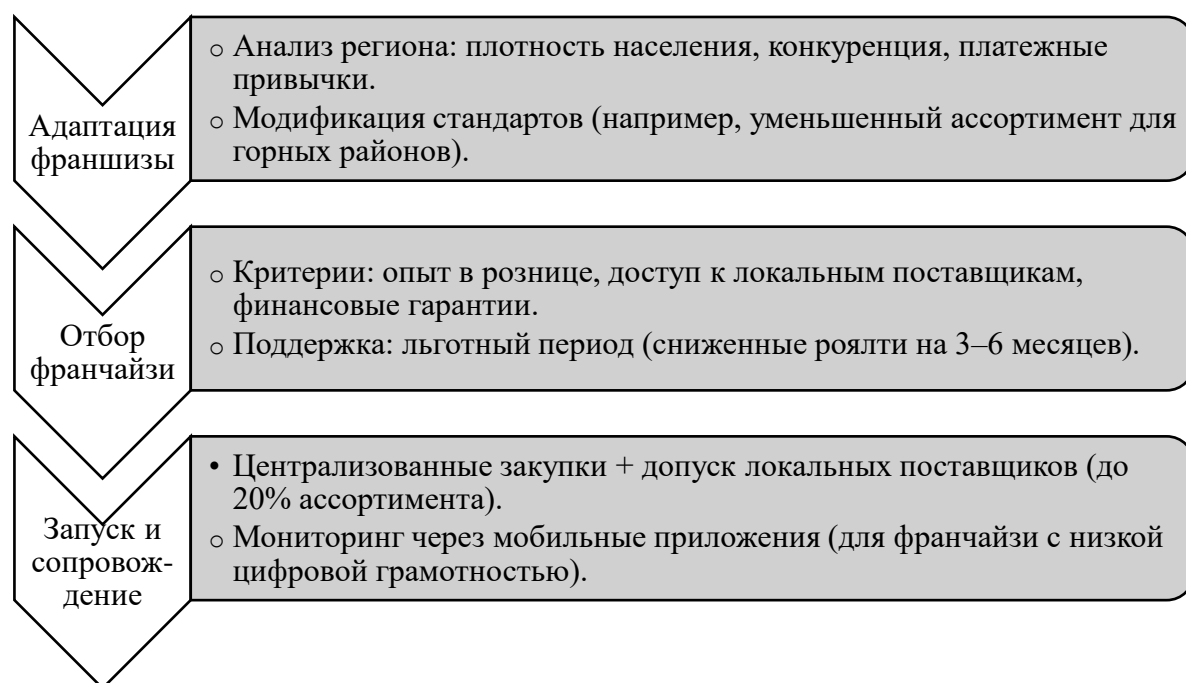 Адаптация
франшизы
○ Анализ региона: плотность населения, конкуренция, платежные
привычки.
○ Модификация стандартов (например, уменьшенный ассортимент для
горных районов).
Отбор
франчайзи
○ Критерии: опыт в рознице, доступ к локальным поставщикам,
финансовые гарантии.
○ Поддержка: льготный период (сниженные роялти на 3–6 месяцев).
Запуск и
сопровож-
дение
• Централизованные закупки + допуск локальных поставщиков (до
20% ассортимента).
○ Мониторинг через мобильные приложения (для франчайзи с низкой
цифровой грамотностью).